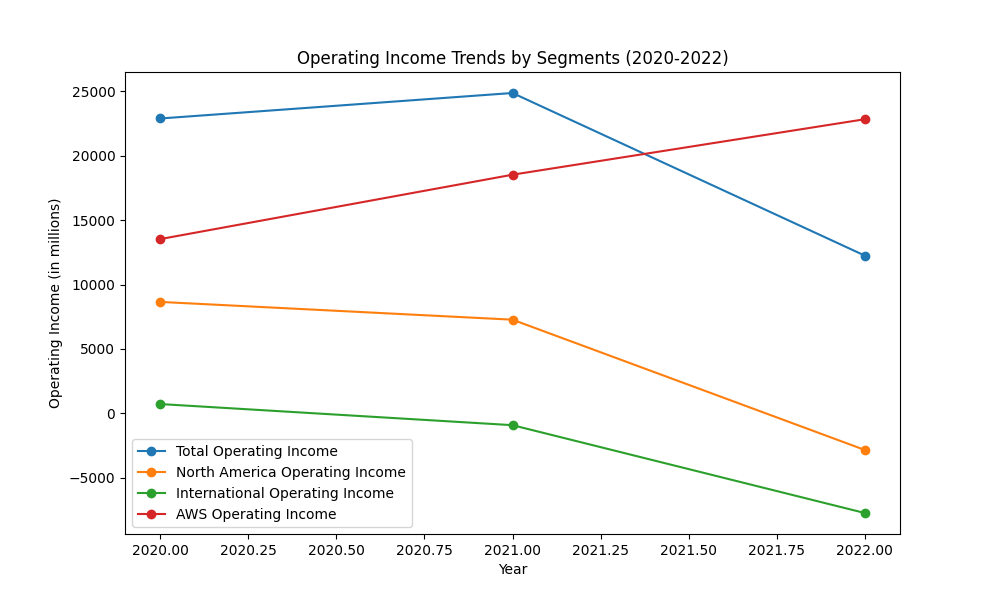 Operating Income Trends by Segments (2020-2022)
Operating Income (in millions)
25000
20000
15000
10000
5000
0
−5000
Total Operating Income
North America Operating Income
International Operating Income
AWS Operating Income
2020.00 2020.25 2020.50 2020.75 2021.00 2021.25 2021.50 2021.75 2022.00
Year